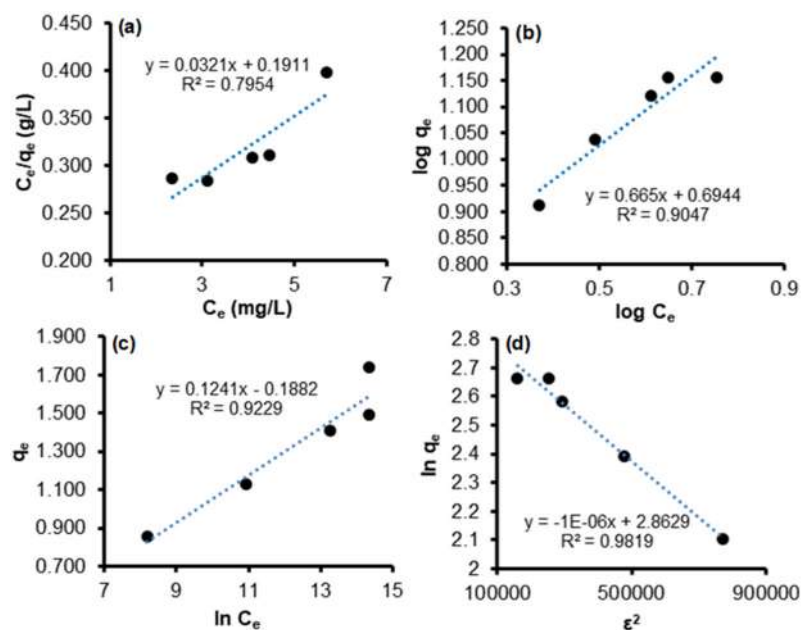 (a)
y = 0.0321x + 0.1911
R² = 0.7954
0.450
0.400
0.350
0.300
0.250
0.200
1 3 5 7
Cₑ/qₑ (g/L)
Cₑ (mg/L)
(b)
y = 0.665x + 0.6944
R² = 0.9047
1.250
1.200
1.150
1.100
1.050
1.000
0.950
0.900
0.850
0.800
0.3 0.5 0.7 0.9
log qₑ
log Cₑ
(c)
y = 0.1241x - 0.1882
R² = 0.9229
1.900
1.700
1.500
1.300
1.100
0.900
0.700
7 9 11 13 15
qₑ
ln Cₑ
(d)
y = -1E-06x + 2.8629
R² = 0.9819
2.8
2.7
2.6
2.5
2.4
2.3
2.2
2.1
2
100000 500000 900000
ln qₑ
ε²